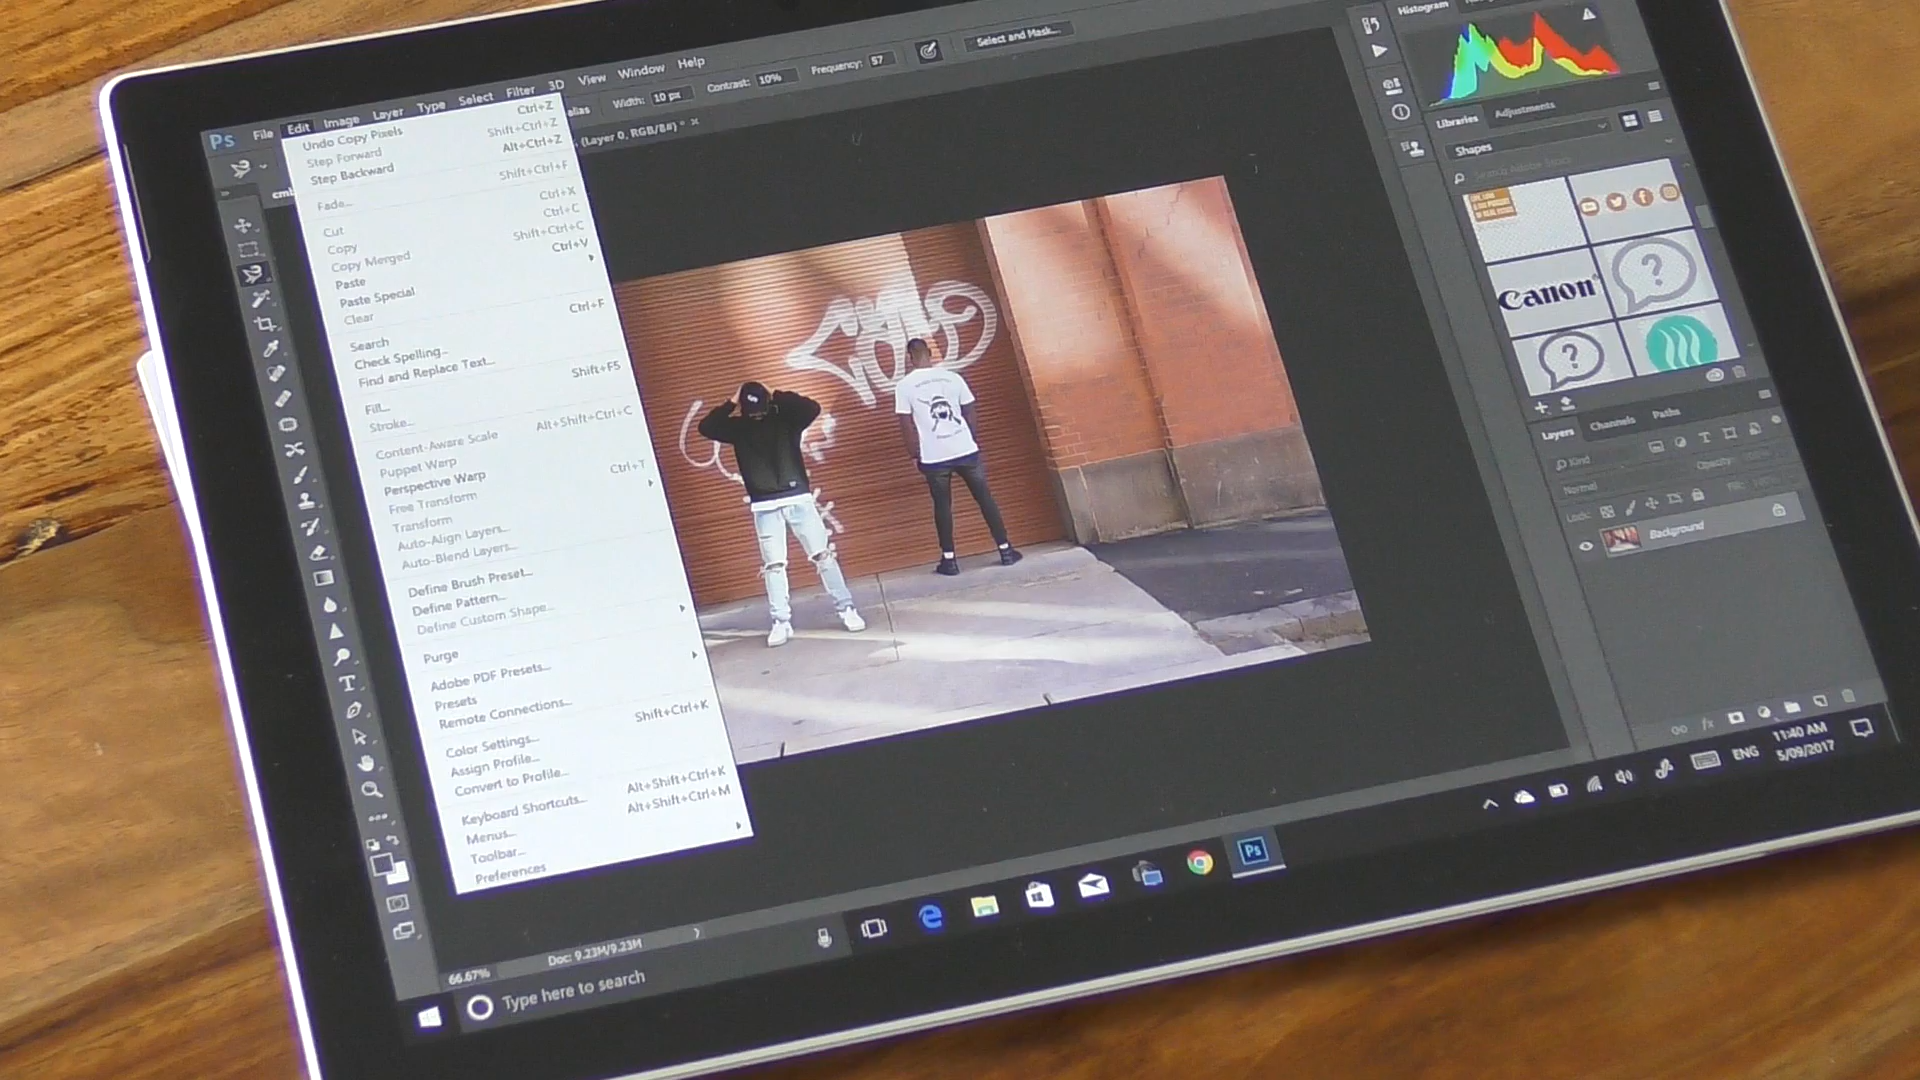 Ps File Edit Image Layer Type Select Filter 3D View Window Help
Width: 10 px Contrast: 10% Frequency: 57 Select and Mask...
(Layer 0, RGB/8#) * ×
Undo Copy Pixels Ctrl+Z
Step Forward Shift+Ctrl+Z
Step Backward Alt+Ctrl+Z
Fade... Shift+Ctrl+F
Cut Ctrl+X
Copy Ctrl+C
Copy Merged Shift+Ctrl+C
Paste Ctrl+V
Paste Special
Clear
Search Ctrl+F
Check Spelling...
Find and Replace Text...
Fill... Shift+F5
Stroke...
Content-Aware Scale Alt+Shift+Ctrl+C
Puppet Warp
Perspective Warp
Free Transform Ctrl+T
Transform
Auto-Align Layers...
Auto-Blend Layers...
Define Brush Preset...
Define Pattern...
Define Custom Shape...
Purge
Adobe PDF Presets...
Presets
Remote Connections...
Color Settings... Shift+Ctrl+K
Assign Profile...
Convert to Profile...
Keyboard Shortcuts... Alt+Shift+Ctrl+K
Menus... Alt+Shift+Ctrl+M
Toolbar...
Preferences
Histogram
Libraries Adjustments
Shapes
Search Adobe Stock
Canon
Layers Channels Paths
Kind
Normal Opacity:
Lock: Fill:
Background
fx
66.67% Doc: 9.23M/9.23M
Type here to search
Ps
ENG
11:40 AM
5/09/2017